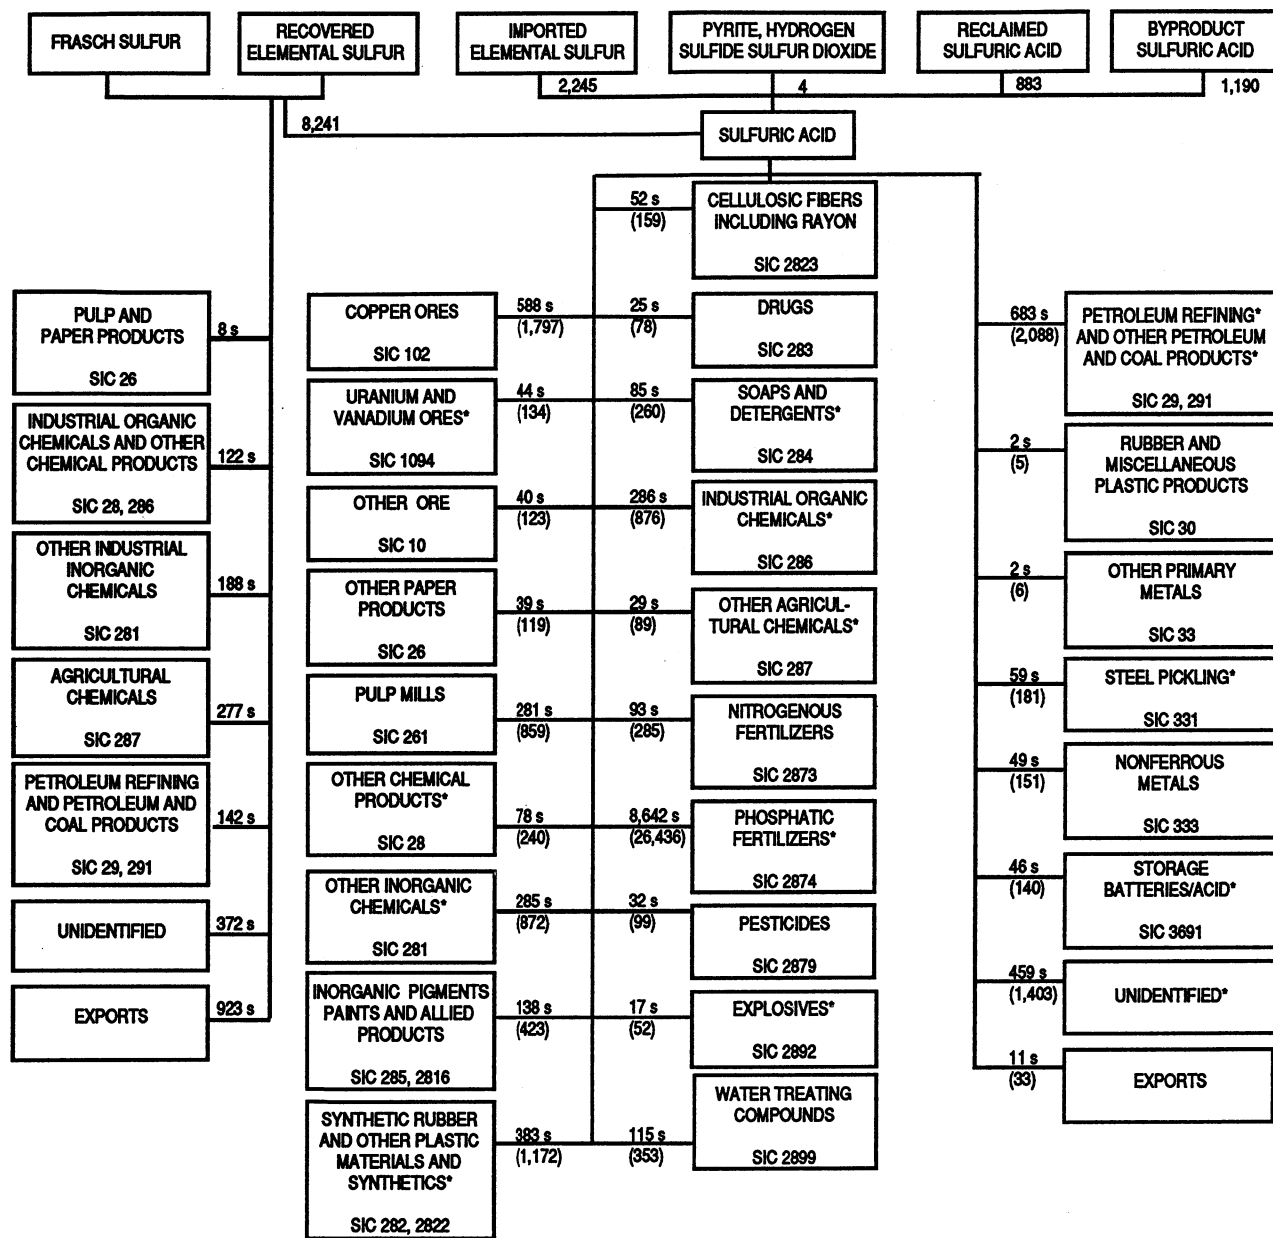 FRASCH SULFUR
RECOVERED
ELEMENTAL SULFUR
IMPORTED
ELEMENTAL SULFUR
PYRITE, HYDROGEN
SULFIDE SULFUR DIOXIDE
RECLAIMED
SULFURIC ACID
BYPRODUCT
SULFURIC ACID
2,245
4
883
1,190
8,241
SULFURIC ACID
PULP AND
PAPER PRODUCTS
SIC 26
8 s
INDUSTRIAL ORGANIC
CHEMICALS AND OTHER
CHEMICAL PRODUCTS
SIC 28, 286
122 s
OTHER INDUSTRIAL
INORGANIC
CHEMICALS
SIC 281
188 s
AGRICULTURAL
CHEMICALS
SIC 287
277 s
PETROLEUM REFINING
AND PETROLEUM AND
COAL PRODUCTS
SIC 29, 291
142 s
UNIDENTIFIED
372 s
EXPORTS
923 s
COPPER ORES
SIC 102
588 s
(1,797)
URANIUM AND
VANADIUM ORES*
SIC 1094
44 s
(134)
OTHER ORE
SIC 10
40 s
(123)
OTHER PAPER
PRODUCTS
SIC 26
39 s
(119)
PULP MILLS
SIC 261
281 s
(859)
OTHER CHEMICAL
PRODUCTS*
SIC 28
78 s
(240)
OTHER INORGANIC
CHEMICALS*
SIC 281
285 s
(872)
INORGANIC PIGMENTS
PAINTS AND ALLIED
PRODUCTS
SIC 285, 2816
138 s
(423)
SYNTHETIC RUBBER
AND OTHER PLASTIC
MATERIALS AND
SYNTHETICS*
SIC 282, 2822
383 s
(1,172)
52 s
(159)
CELLULOSIC FIBERS
INCLUDING RAYON
SIC 2823
25 s
(78)
DRUGS
SIC 283
85 s
(260)
SOAPS AND
DETERGENTS*
SIC 284
286 s
(876)
INDUSTRIAL ORGANIC
CHEMICALS*
SIC 286
29 s
(89)
OTHER AGRICUL-
TURAL CHEMICALS*
SIC 287
93 s
(285)
NITROGENOUS
FERTILIZERS
SIC 2873
8,642 s
(26,436)
PHOSPHATIC
FERTILIZERS*
SIC 2874
32 s
(99)
PESTICIDES
SIC 2879
17 s
(52)
EXPLOSIVES*
SIC 2892
115 s
(353)
WATER TREATING
COMPOUNDS
SIC 2899
683 s
(2,088)
PETROLEUM REFINING*
AND OTHER PETROLEUM
AND COAL PRODUCTS*
SIC 29, 291
2 s
(5)
RUBBER AND
MISCELLANEOUS
PLASTIC PRODUCTS
SIC 30
2 s
(6)
OTHER PRIMARY
METALS
SIC 33
59 s
(181)
STEEL PICKLING*
SIC 331
49 s
(151)
NONFERROUS
METALS
SIC 333
46 s
(140)
STORAGE
BATTERIES/ACID*
SIC 3691
459 s
(1,403)
UNIDENTIFIED*
11 s
(33)
EXPORTS